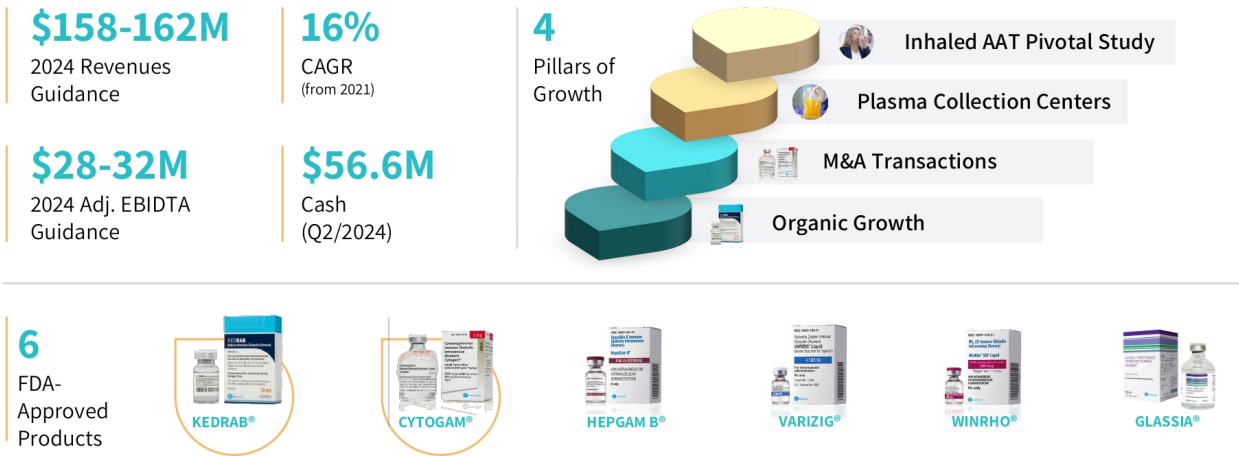 $158-162M
2024 Revenues
Guidance
16%
CAGR
(from 2021)
$28-32M
2024 Adj. EBIDTA
Guidance
$56.6M
Cash
(Q2/2024)
4
Pillars of
Growth
Inhaled AAT Pivotal Study
Plasma Collection Centers
M&A Transactions
Organic Growth
6
FDA-
Approved
Products
KEDRAB®
CYTOGAM®
HEPGAM B®
VARIZIG®
WINRHO®
GLASSIA®